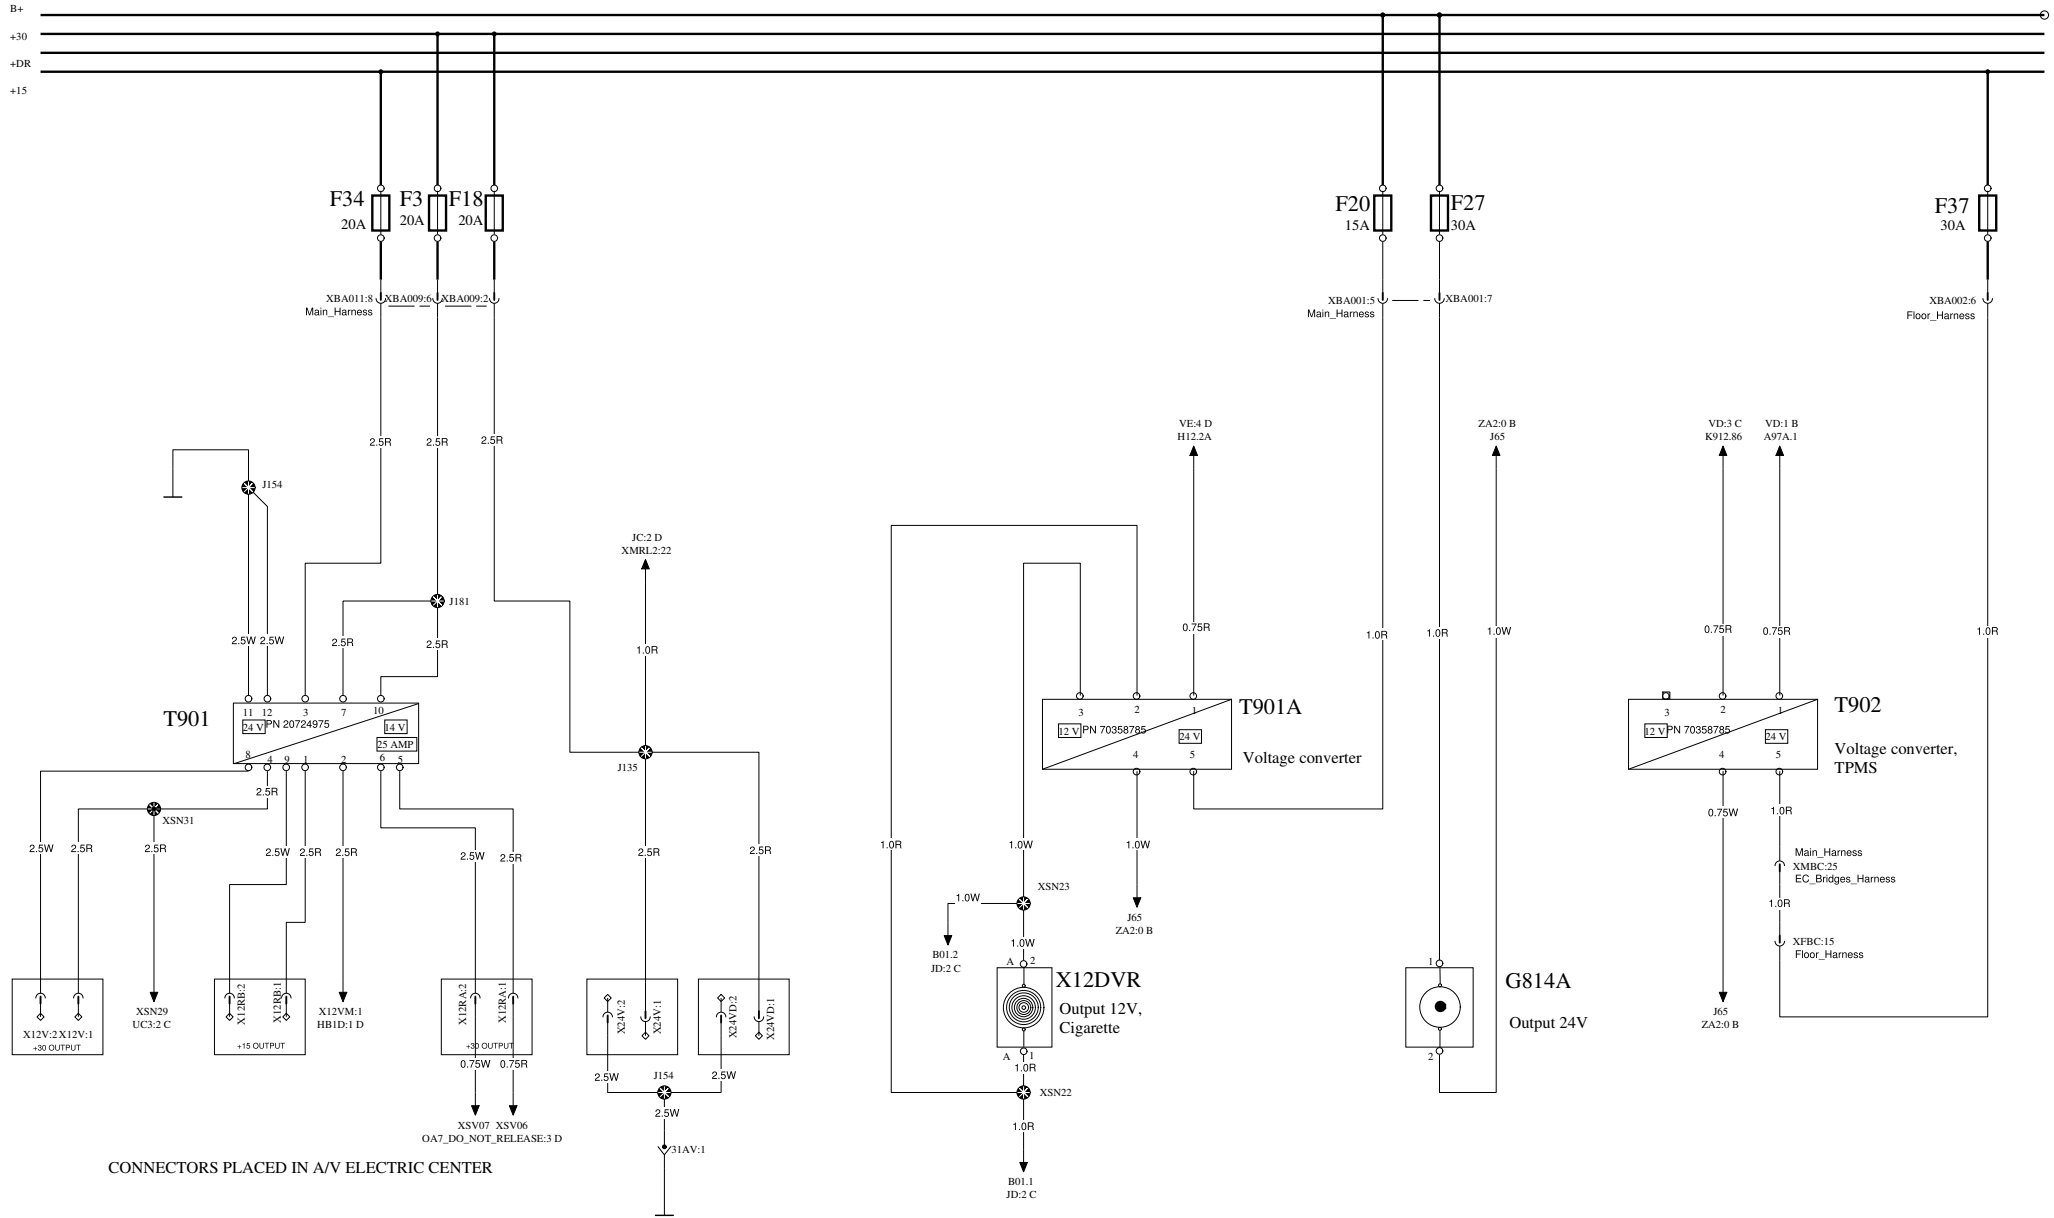 B+
+30
+DR
+15
F34
20A
F3
20A
F18
20A
F20
15A
F27
30A
F37
30A
XBA011:8
XBA009:6
XBA009:2
Main_Harness
XBA001:5
XBA001:7
Main_Harness
XBA002:6
Floor_Harness
2.5R
2.5R
2.5R
VE:4 D
H12.2A
ZA2:0 B
J65
VD:3 C
K912.86
VD:1 B
A97A.1
J154
JC:2 D
XMRL2:22
J181
2.5W
2.5W
2.5R
2.5R
1.0R
0.75R
1.0R
1.0R
1.0W
0.75R
0.75R
1.0R
T901
11
12
3
7
10
24 V
PN 20724975
14 V
25 AMP
8
4
9
1
2
6
5
J135
T901A
Voltage converter
3
2
1
12 V
PN 70358785
24 V
4
5
T902
Voltage converter,
TPMS
3
2
1
12 V
PN 70358785
24 V
4
5
2.5R
XSN31
2.5W
2.5R
2.5R
2.5W
2.5R
2.5R
2.5W
2.5R
2.5R
2.5R
1.0R
1.0W
1.0W
0.75W
1.0R
Main_Harness
XMBC:25
EC_Bridges_Harness
1.0R
XFBC:15
Floor_Harness
XSN23
1.0W
1.0W
J65
ZA2:0 B
B01.2
JD:2 C
A
2
X12DVR
Output 12V,
Cigarette
A
1
1.0R
XSN22
1.0R
B01.1
JD:2 C
1
G814A
Output 24V
2
J65
ZA2:0 B
X12V:2
X12V:1
+30 OUTPUT
XSN29
UC3:2 C
X12RB:2
X12RB:1
+15 OUTPUT
X12VM:1
HB1D:1 D
X12RA:2
X12RA:1
+30 OUTPUT
0.75W
0.75R
XSV07
XSV06
OA7_DO_NOT_RELEASE:3 D
X24V:2
X24V:1
X24VD:2
X24VD:1
2.5W
J154
2.5W
2.5W
31AV:1
CONNECTORS PLACED IN A/V ELECTRIC CENTER